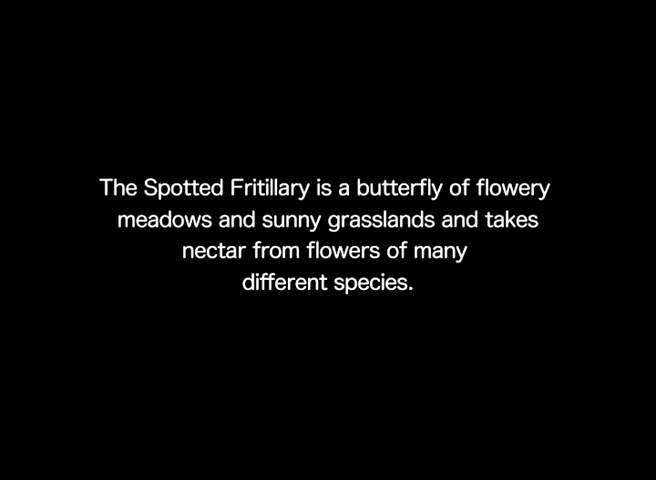 The Spotted Fritillary is a butterfly of flowery
meadows and sunny grasslands and takes
nectar from flowers of many
different species.